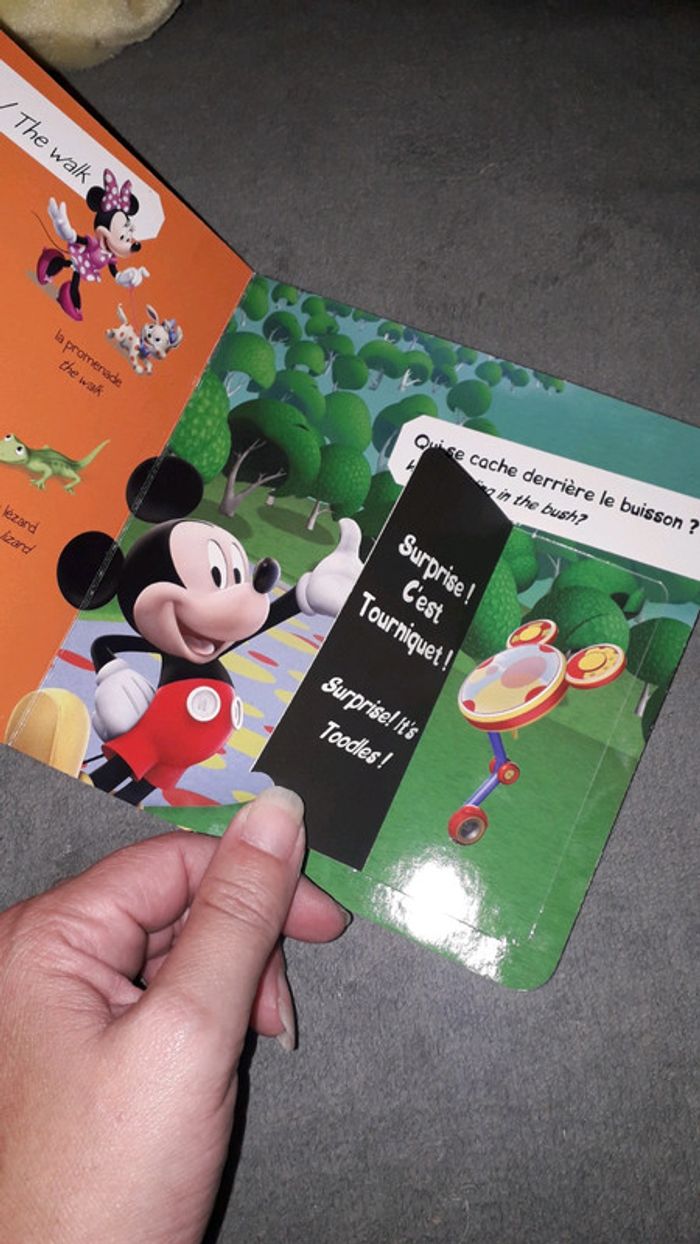 / The walk
la promenade
the walk
lézard
lizard
Qui se cache derrière le buissson ?
in the bush?
Surprise !
C'est
Tourniquet !
Surprise! It's
Toodles !